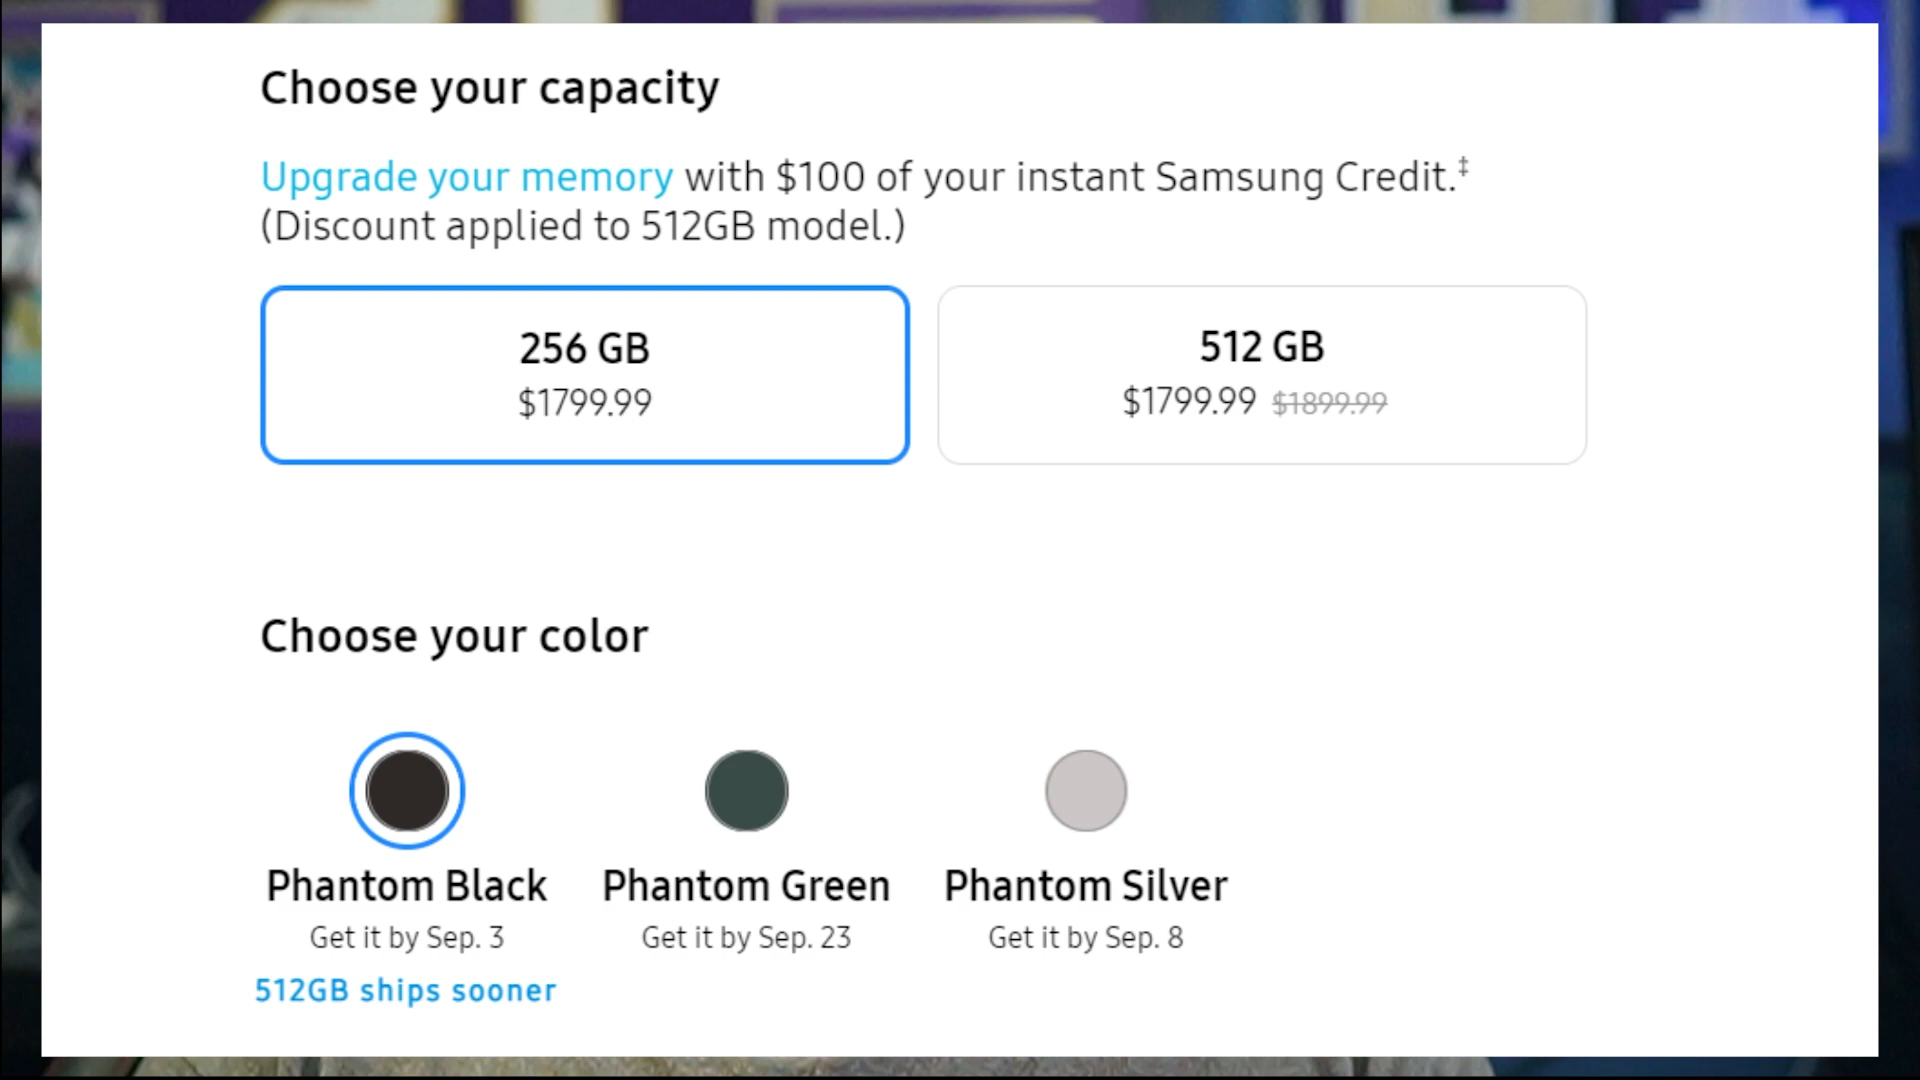 Choose your capacity
Upgrade your memory with $100 of your instant Samsung Credit.‡
(Discount applied to 512GB model.)
256 GB
$1799.99
512 GB
$1799.99 $1899.99
Choose your color
Phantom Black
Get it by Sep. 3
512GB ships sooner
Phantom Green
Get it by Sep. 23
Phantom Silver
Get it by Sep. 8